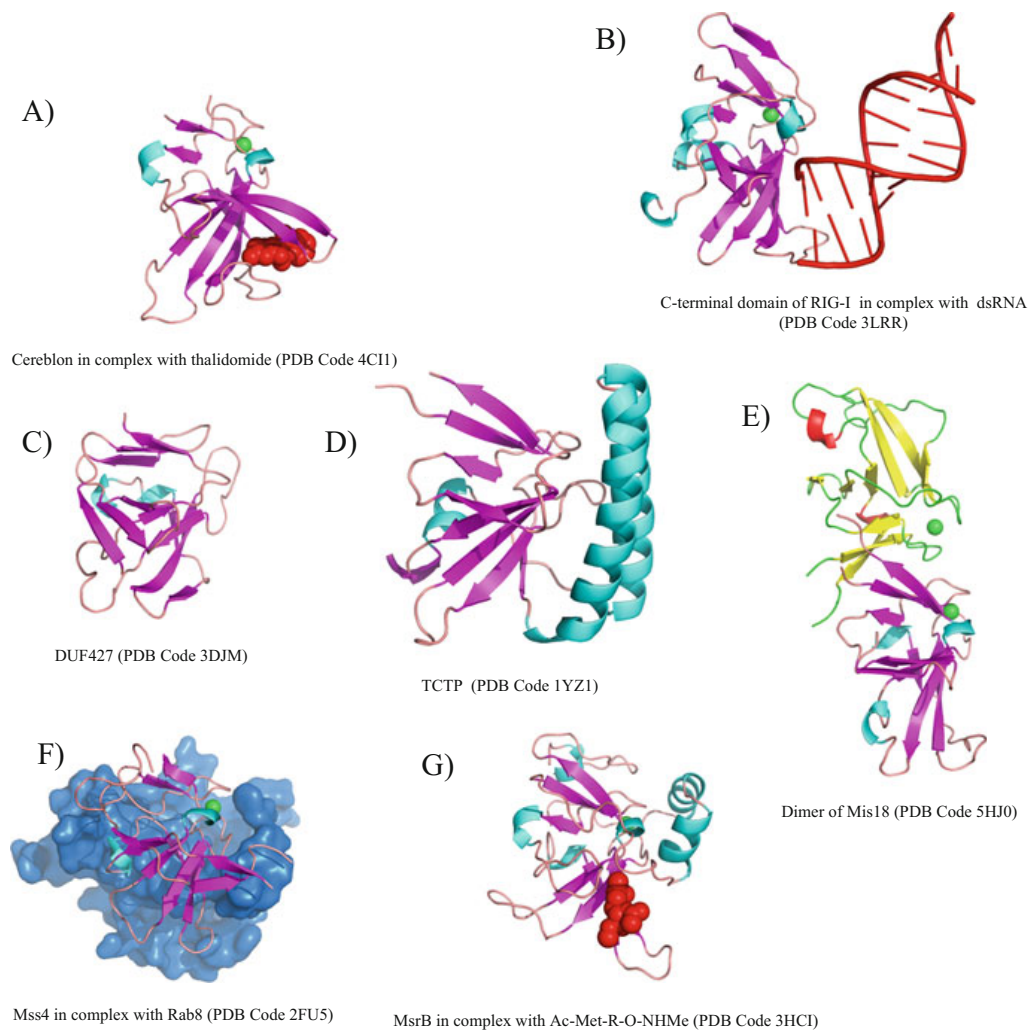 A)
B)
C-terminal domain of RIG-I in complex with dsRNA
(PDB Code 3LRR)
Cereblon in complex with thalidomide (PDB Code 4CI1)
C)
D)
E)
DUF427 (PDB Code 3DJM)
TCTP (PDB Code 1YZ1)
Dimer of Mis18 (PDB Code 5HJ0)
F)
G)
Mss4 in complex with Rab8 (PDB Code 2FU5)
MsrB in complex with Ac-Met-R-O-NHMe (PDB Code 3HCI)